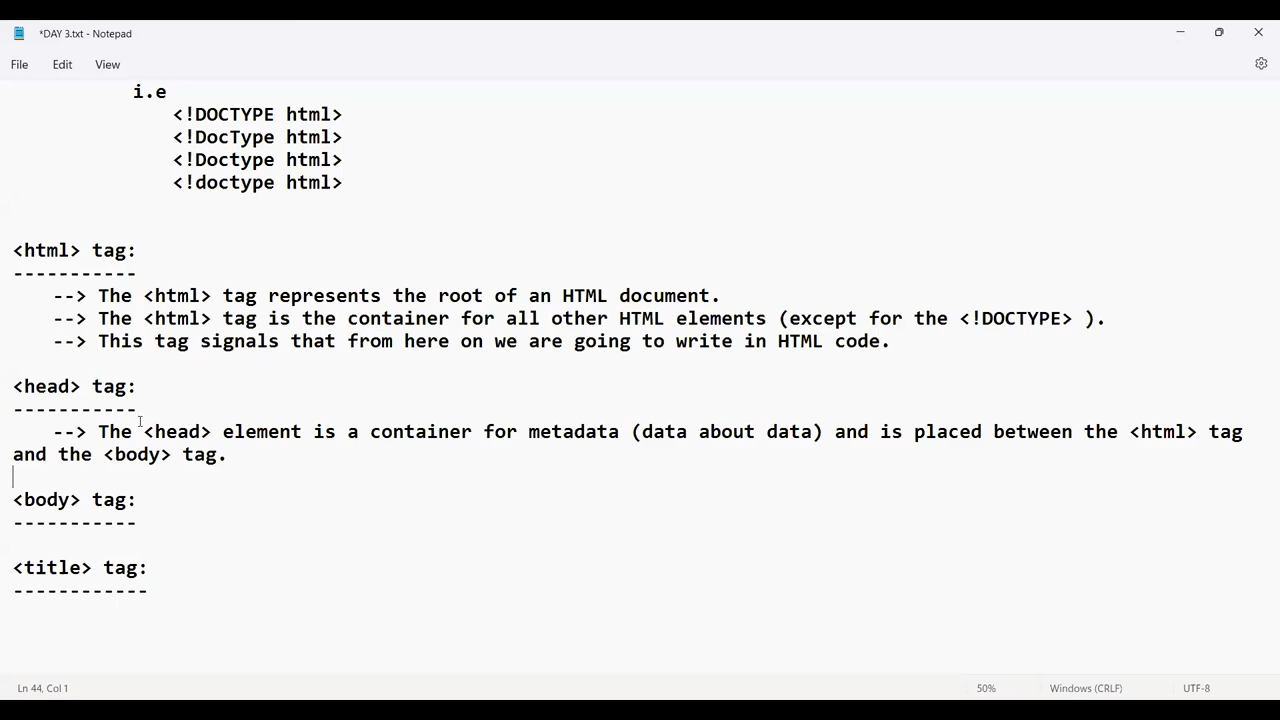 *DAY 3.txt - Notepad
File Edit View
i.e
<!DOCTYPE html>
<!DocType html>
<!Doctype html>
<!doctype html>
<html> tag:
-----------
--> The <html> tag represents the root of an HTML document.
--> The <html> tag is the container for all other HTML elements (except for the <!DOCTYPE> ).
--> This tag signals that from here on we are going to write in HTML code.
<head> tag:
-----------
--> The <head> element is a container for metadata (data about data) and is placed between the <html> tag
and the <body> tag.
<body> tag:
-----------
<title> tag:
------------
Ln 44, Col 1 50% Windows (CRLF) UTF-8